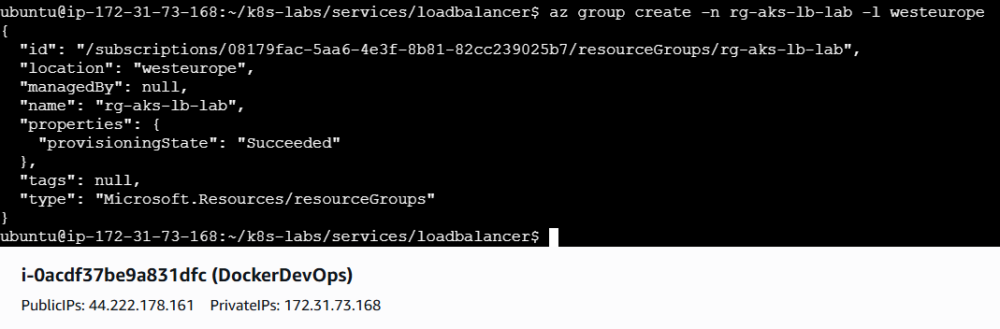 ubuntu@ip-172-31-73-168:~/k8s-labs/services/loadbalancer$ az group create -n rg-aks-lb-lab -l westeurope
{
  "id": "/subscriptions/08179fac-5aa6-4e3f-8b81-82cc239025b7/resourceGroups/rg-aks-lb-lab",
  "location": "westeurope",
  "managedBy": null,
  "name": "rg-aks-lb-lab",
  "properties": {
    "provisioningState": "Succeeded"
  },
  "tags": null,
  "type": "Microsoft.Resources/resourceGroups"
}
ubuntu@ip-172-31-73-168:~/k8s-labs/services/loadbalancer$
i-0acdf37be9a831dfc (DockerDevOps)
PublicIPs: 44.222.178.161 PrivateIPs: 172.31.73.168